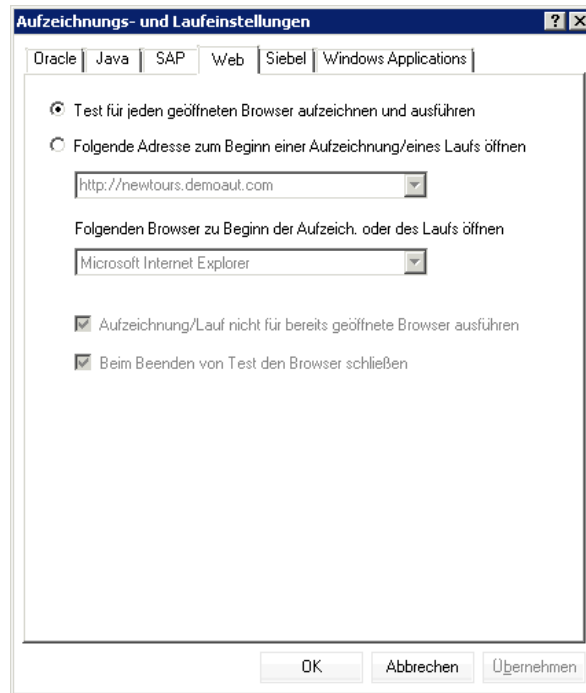 Aufzeichnungs- und Laufeinstellungen
Oracle Java SAP Web Siebel Windows Applications
Test für jeden geöffneten Browser aufzeichnen und ausführen
Folgende Adresse zum Beginn einer Aufzeichnung/eines Laufs öffnen
http://newtours.demoaut.com
Folgenden Browser zu Beginn der Aufzeich. oder des Laufs öffnen
Microsoft Internet Explorer
Aufzeichnung/Lauf nicht für bereits geöffnete Browser ausführen
Beim Beenden von Test den Browser schließen
OK Abbrechen Übernehmen